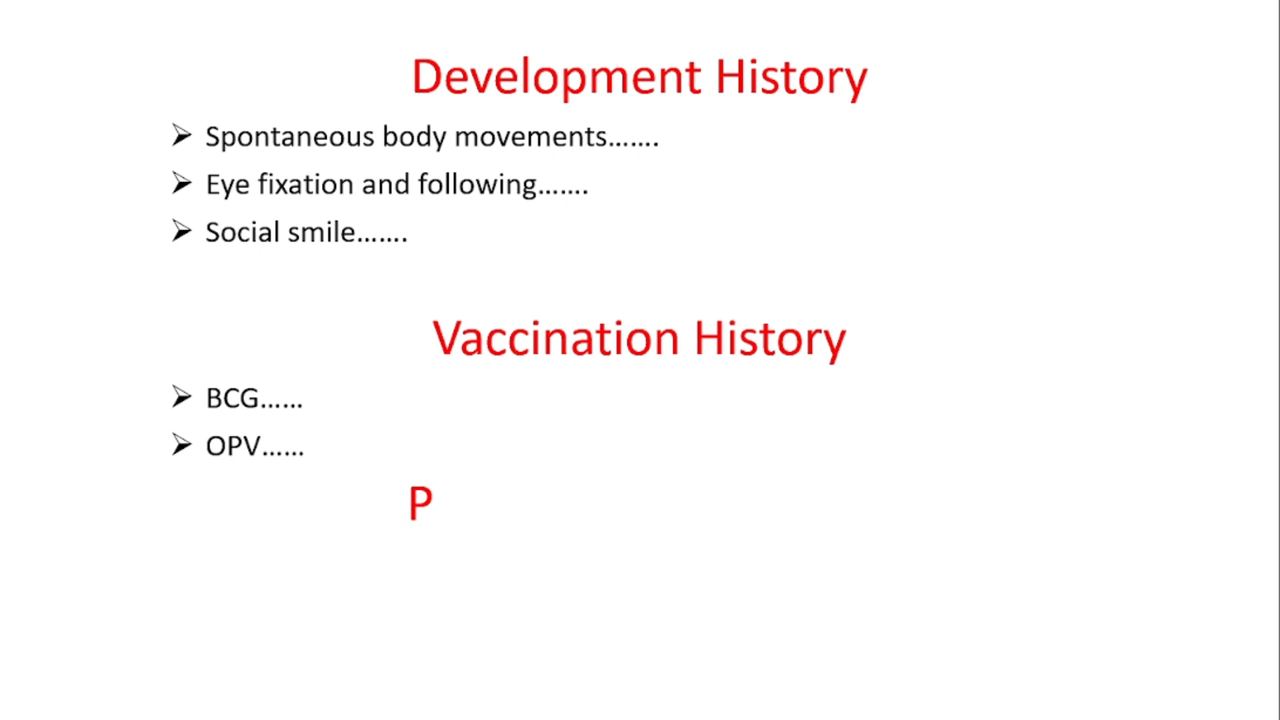 Development History
➢ Spontaneous body movements.......
➢ Eye fixation and following.......
➢ Social smile.......
Vaccination History
➢ BCG......
➢ OPV......
P